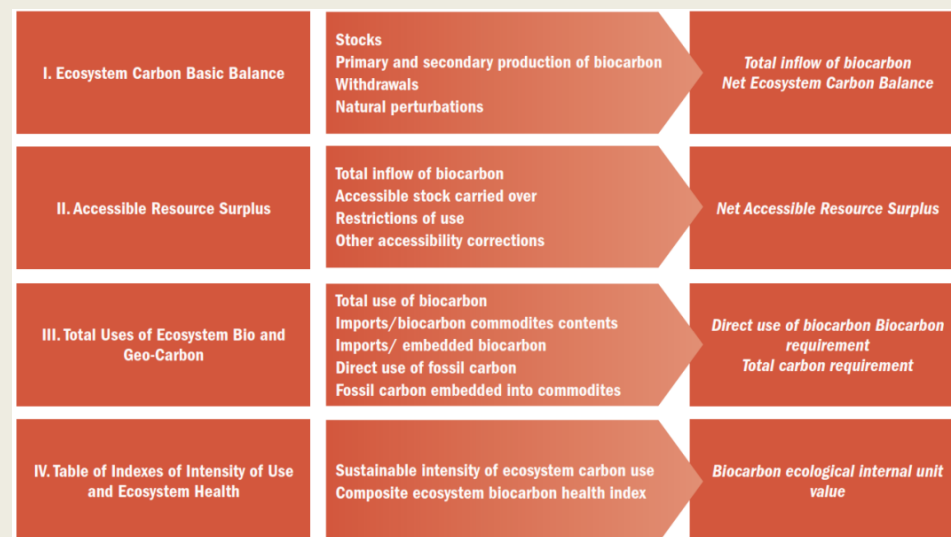 I. Ecosystem Carbon Basic Balance
Stocks
Primary and secondary production of biocarbon
Withdrawals
Natural perturbations
Total inflow of biocarbon
Net Ecosystem Carbon Balance
II. Accessible Resource Surplus
Total inflow of biocarbon
Accessible stock carried over
Restrictions of use
Other accessibility corrections
Net Accessible Resource Surplus
III. Total Uses of Ecosystem Bio and
Geo-Carbon
Total use of biocarbon
Imports/biocarbon commodites contents
Imports/ embedded biocarbon
Direct use of fossil carbon
Fossil carbon embedded into commodites
Direct use of biocarbon Biocarbon
requirement
Total carbon requirement
IV. Table of Indexes of Intensity of Use
and Ecosystem Health
Sustainable intensity of ecosystem carbon use
Composite ecosystem biocarbon health index
Biocarbon ecological internal unit
value